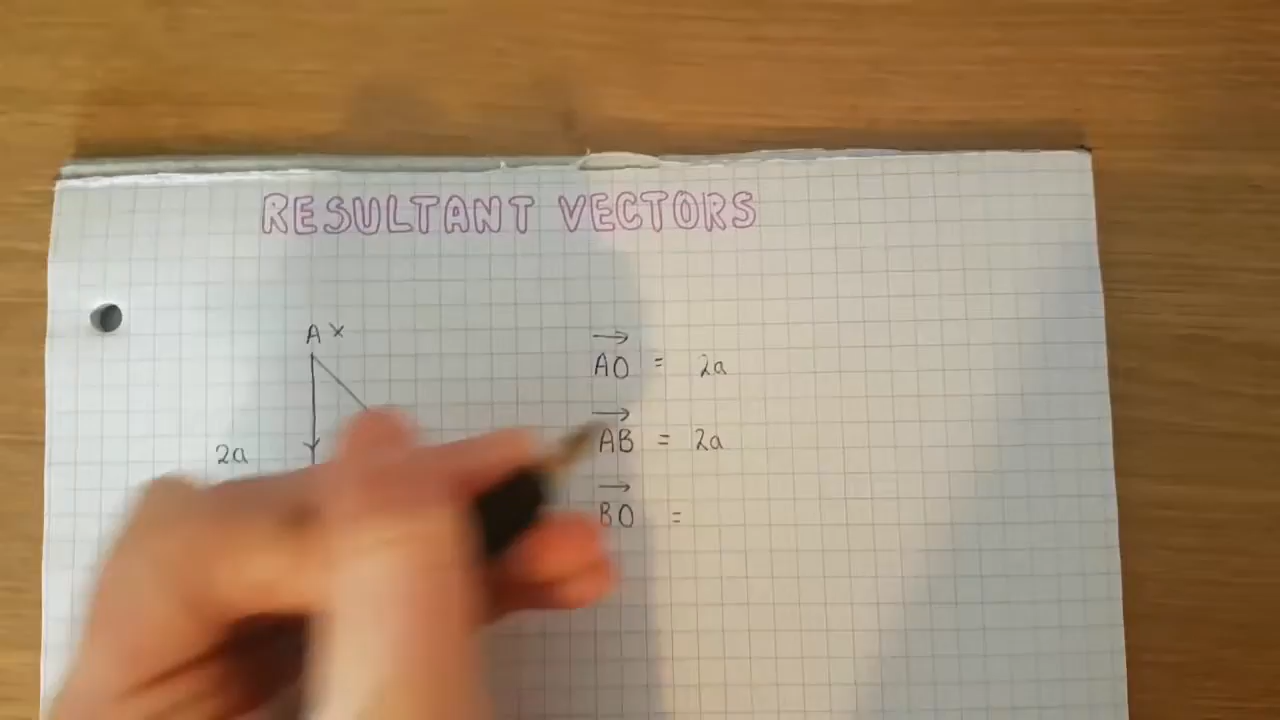 RESULTANT VECTORS
A ×
2a
AO = 2a
AB = 2a
BO =